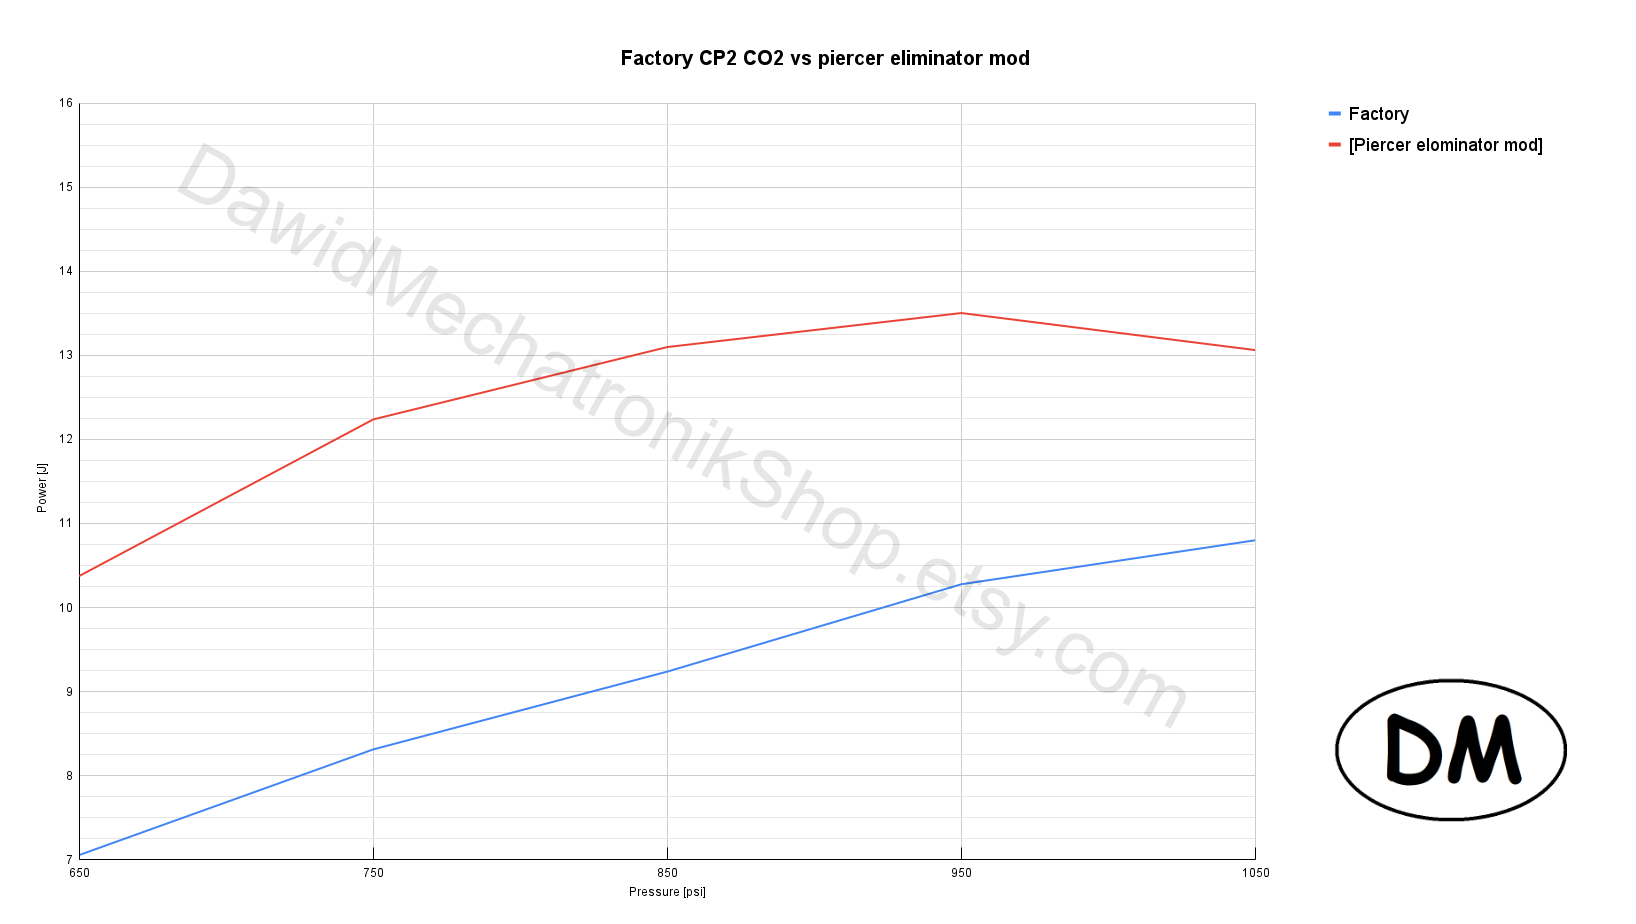 Factory CP2 CO2 vs piercer eliminator mod
16
15
14
13
12
11
10
9
8
7
Power [J]
650
750
850
950
1050
Pressure [psi]
Factory
[Piercer elominator mod]
DawidMechatronikShop.etsy.com
DM